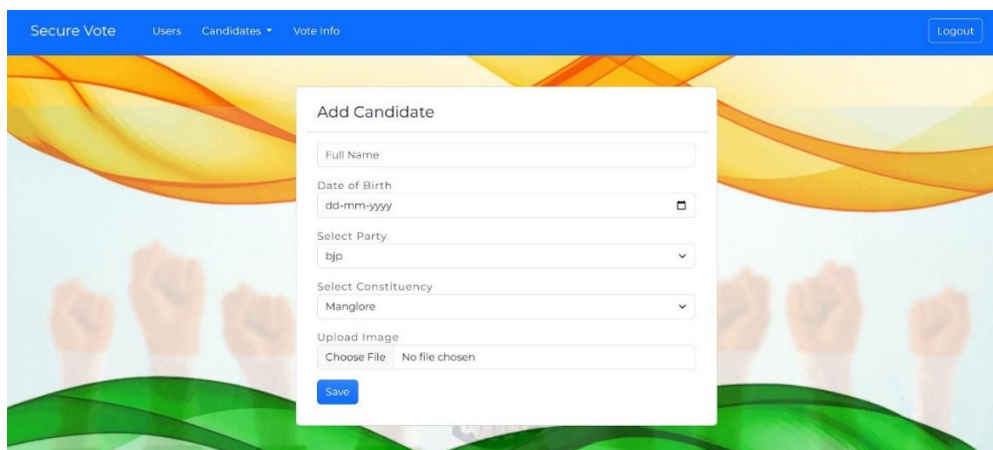 Secure Vote Users Candidates Vote Info Logout
Add Candidate
Full Name
Date of Birth
dd-mm-yyyy
Select Party
bjp
Select Constituency
Manglore
Upload Image
Choose File No file chosen
Save